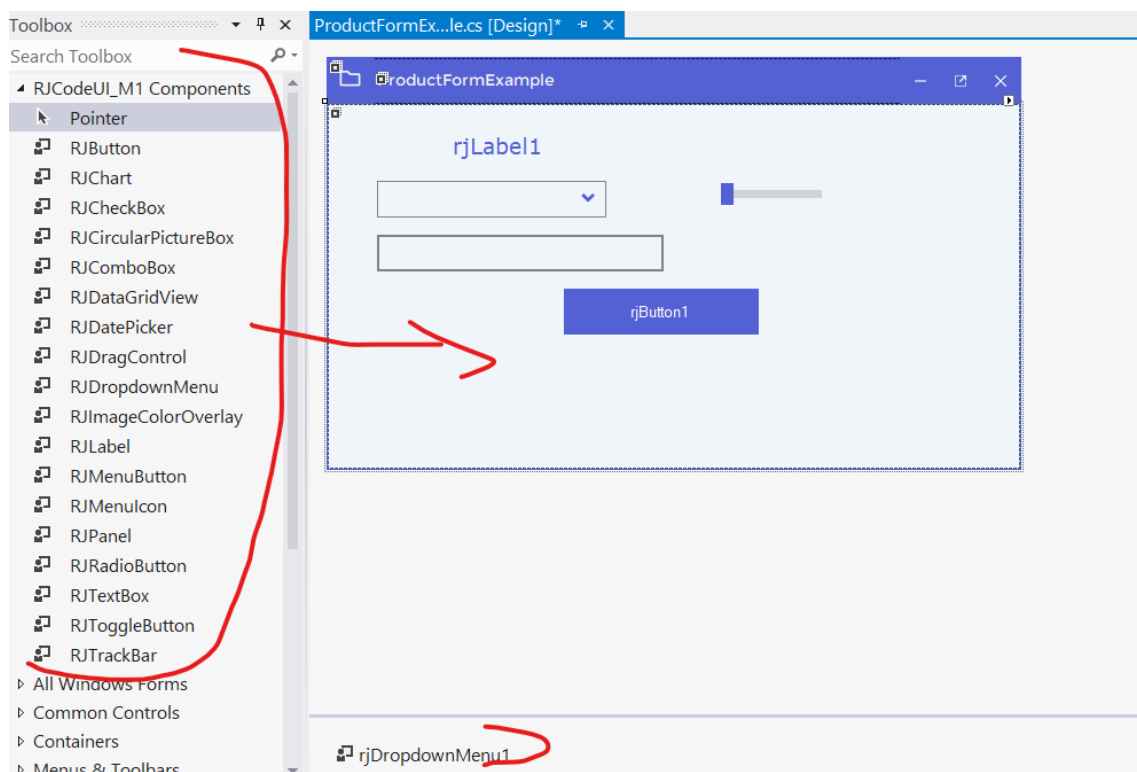 Toolbox
Search Toolbox
RJCodeUI_M1 Components
Pointer
RJButton
RJChart
RJCheckBox
RJCircularPictureBox
RJComboBox
RJDataGridView
RJDatePicker
RJDragControl
RJDropdownMenu
RJImageColorOverlay
RJLabel
RJMenuButton
RJMenuIcon
RJPanel
RJRadioButton
RJTextBox
RJToggleButton
RJTrackBar
All Windows Forms
Common Controls
Containers
Menus & Toolbars
ProductFormEx...le.cs [Design]*
ProductFormExample
rjLabel1
rjButton1
rjDropdownMenu1